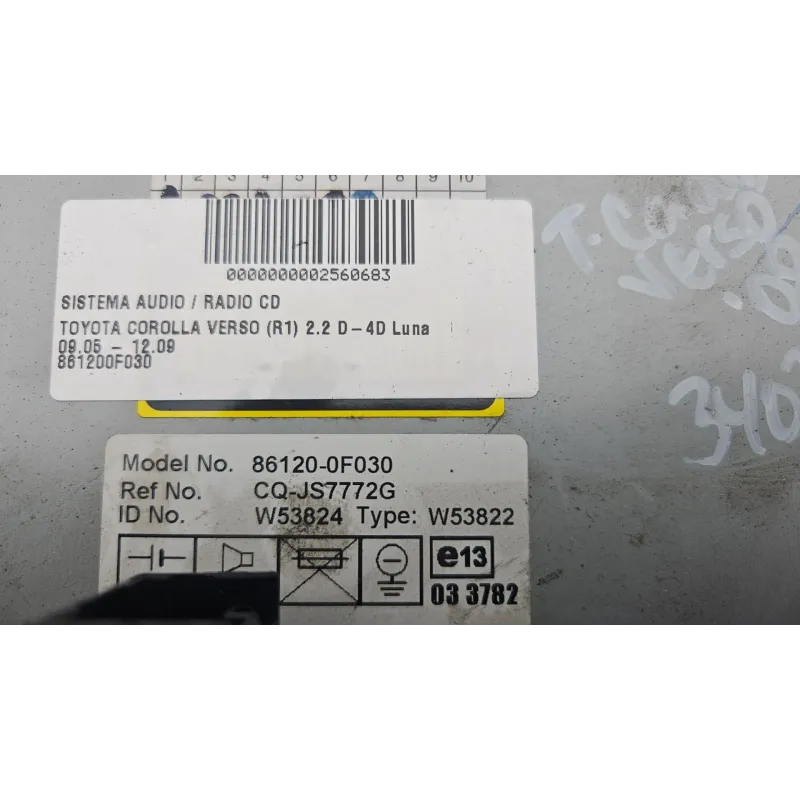 1 2 3 4 5 6 7 8 9 10
0000000002560683
SISTEMA AUDIO / RADIO CD
TOYOTA COROLLA VERSO (R1) 2.2 D-4D Luna
09.05 - 12.09
861200F030
T.
VERSO
Model No. 86120-0F030
Ref No. CQ-JS7772G
ID No. W53824 Type: W53822
e13
03 3782